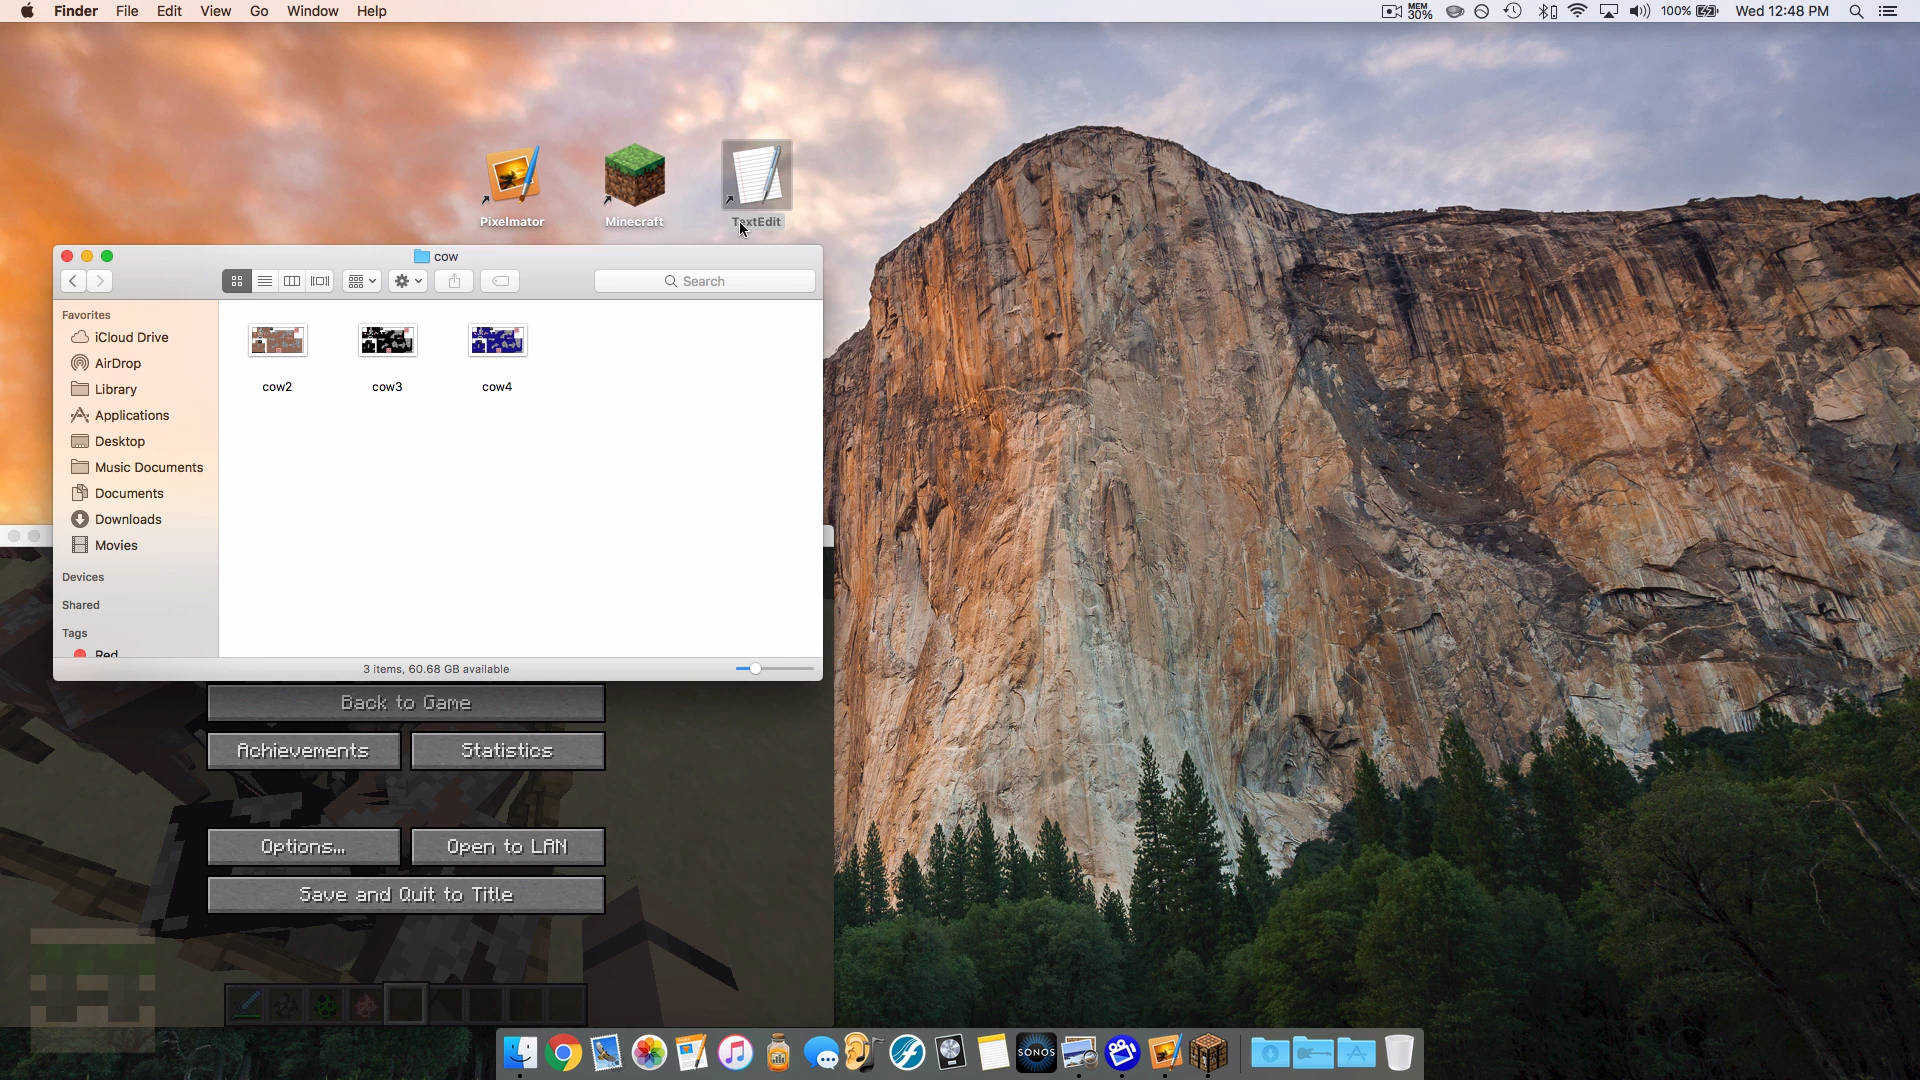 Finder File Edit View Go Window Help
MEM 30% 100% Wed 12:48 PM
Pixelmator Minecraft TextEdit
cow
Search
Favorites
iCloud Drive
AirDrop
Library
Applications
Desktop
Music Documents
Documents
Downloads
Movies
Devices
Shared
Tags
Red
cow2 cow3 cow4
3 items, 60.68 GB available
Back to Game
Achievements Statistics
Options... Open to LAN
Save and Quit to Title
SONOS